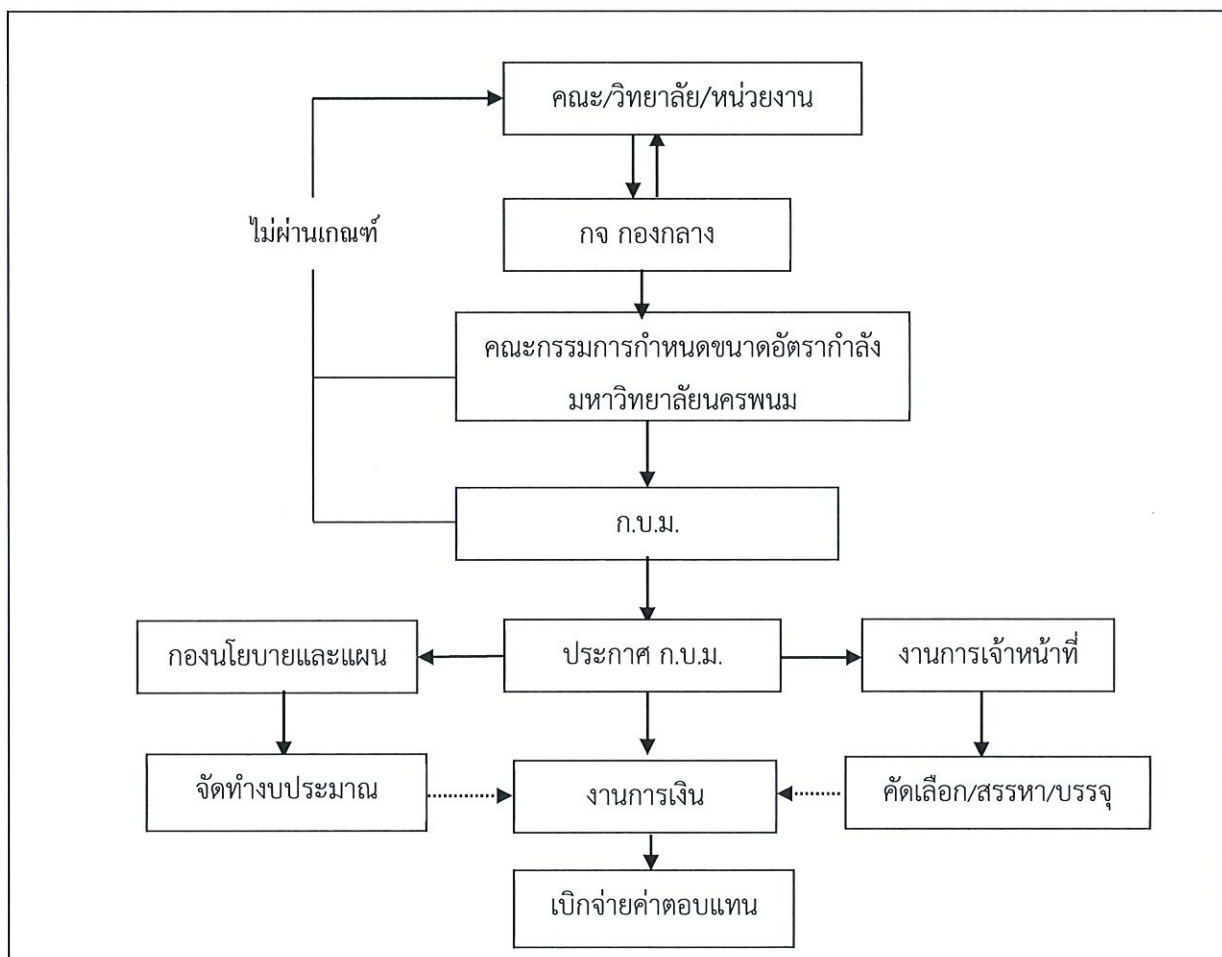 คณะ/วิทยาลัย/หน่วยงาน
ไม่ผ่านเกณฑ์
กจ กองกลาง
คณะกรรมการกำหนดขนาดอัตรากำลัง
มหาวิทยาลัยนครพนม
ก.บ.ม.
กองนโยบายและแผน
ประกาศ ก.บ.ม.
งานการเจ้าหน้าที่
จัดทำงบประมาณ
งานการเงิน
คัดเลือก/สรรหา/บรรจุ
เบิกจ่ายค่าตอบแทน